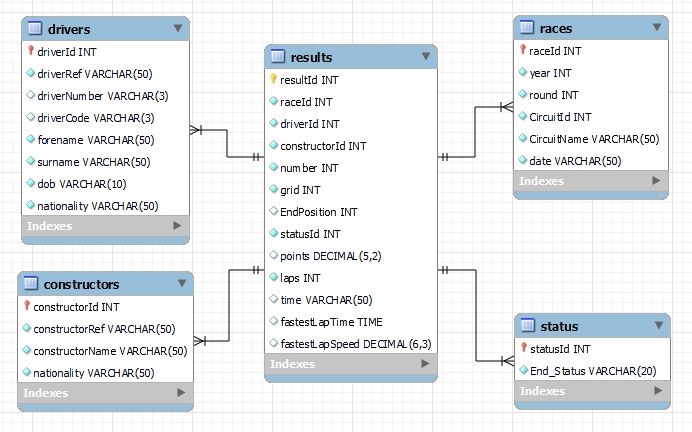 drivers
driverId INT
driverRef VARCHAR(50)
driverNumber VARCHAR(3)
driverCode VARCHAR(3)
forename VARCHAR(50)
surname VARCHAR(50)
dob VARCHAR(10)
nationality VARCHAR(50)
Indexes
constructors
constructorId INT
constructorRef VARCHAR(50)
constructorName VARCHAR(50)
nationality VARCHAR(50)
Indexes
results
resultId INT
raceId INT
driverId INT
constructorId INT
number INT
grid INT
EndPosition INT
statusId INT
points DECIMAL(5,2)
laps INT
time VARCHAR(50)
fastestLapTime TIME
fastestLapSpeed DECIMAL(6,3)
Indexes
races
raceId INT
year INT
round INT
CircuitId INT
CircuitName VARCHAR(50)
date VARCHAR(50)
Indexes
status
statusId INT
End_Status VARCHAR(20)
Indexes